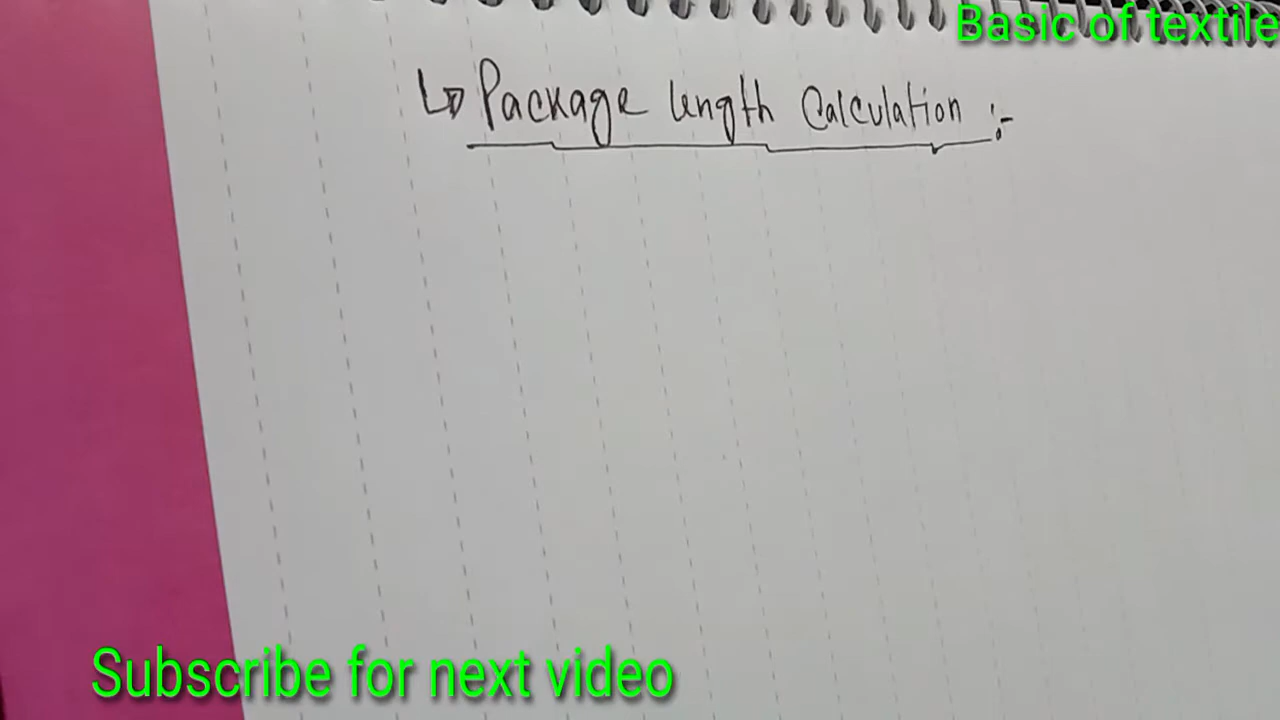 Basic of textile
↳ Package length Calculation :-
Subscribe for next video